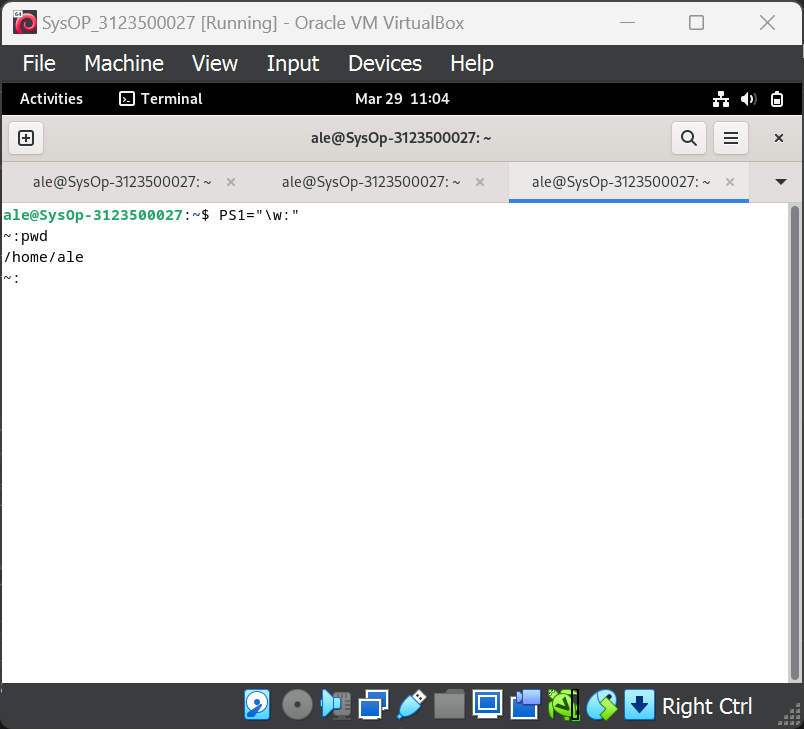 64
SysOP_3123500027 [Running] - Oracle VM VirtualBox
File Machine View Input Devices Help
Activities Terminal Mar 29 11:04
ale@SysOp-3123500027: ~
ale@SysOp-3123500027: ~ ale@SysOp-3123500027: ~ ale@SysOp-3123500027: ~
ale@SysOp-3123500027:~$ PS1="\w:"
~:pwd
/home/ale
~:
Right Ctrl